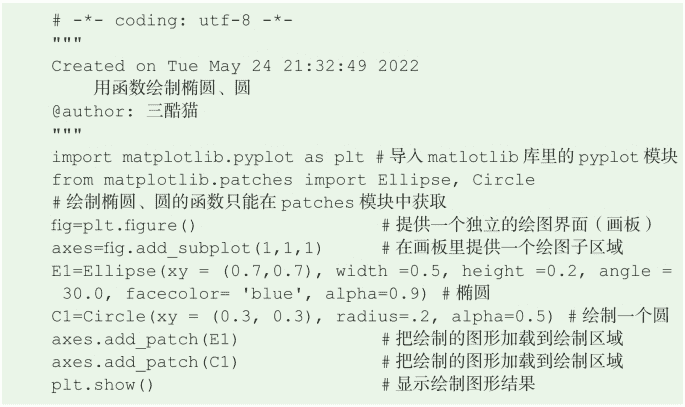 # -*- coding: utf-8 -*-
"""
Created on Tue May 24 21:32:49 2022
用函数绘制椭圆、圆
@author: 三酷猫
"""
import matplotlib.pyplot as plt #导入matlotlib库里的pyplot模块
from matplotlib.patches import Ellipse, Circle
#绘制椭圆、圆的函数只能在patches模块中获取
fig=plt.figure() #提供一个独立的绘图界面（画板）
axes=fig.add_subplot(1,1,1) #在画板里提供一个绘图子区域
E1=Ellipse(xy = (0.7,0.7), width =0.5, height =0.2, angle =
30.0, facecolor= 'blue', alpha=0.9) #椭圆
C1=Circle(xy = (0.3, 0.3), radius=.2, alpha=0.5) #绘制一个圆
axes.add_patch(E1) #把绘制的图形加载到绘制区域
axes.add_patch(C1) #把绘制的图形加载到绘制区域
plt.show() #显示绘制图形结果